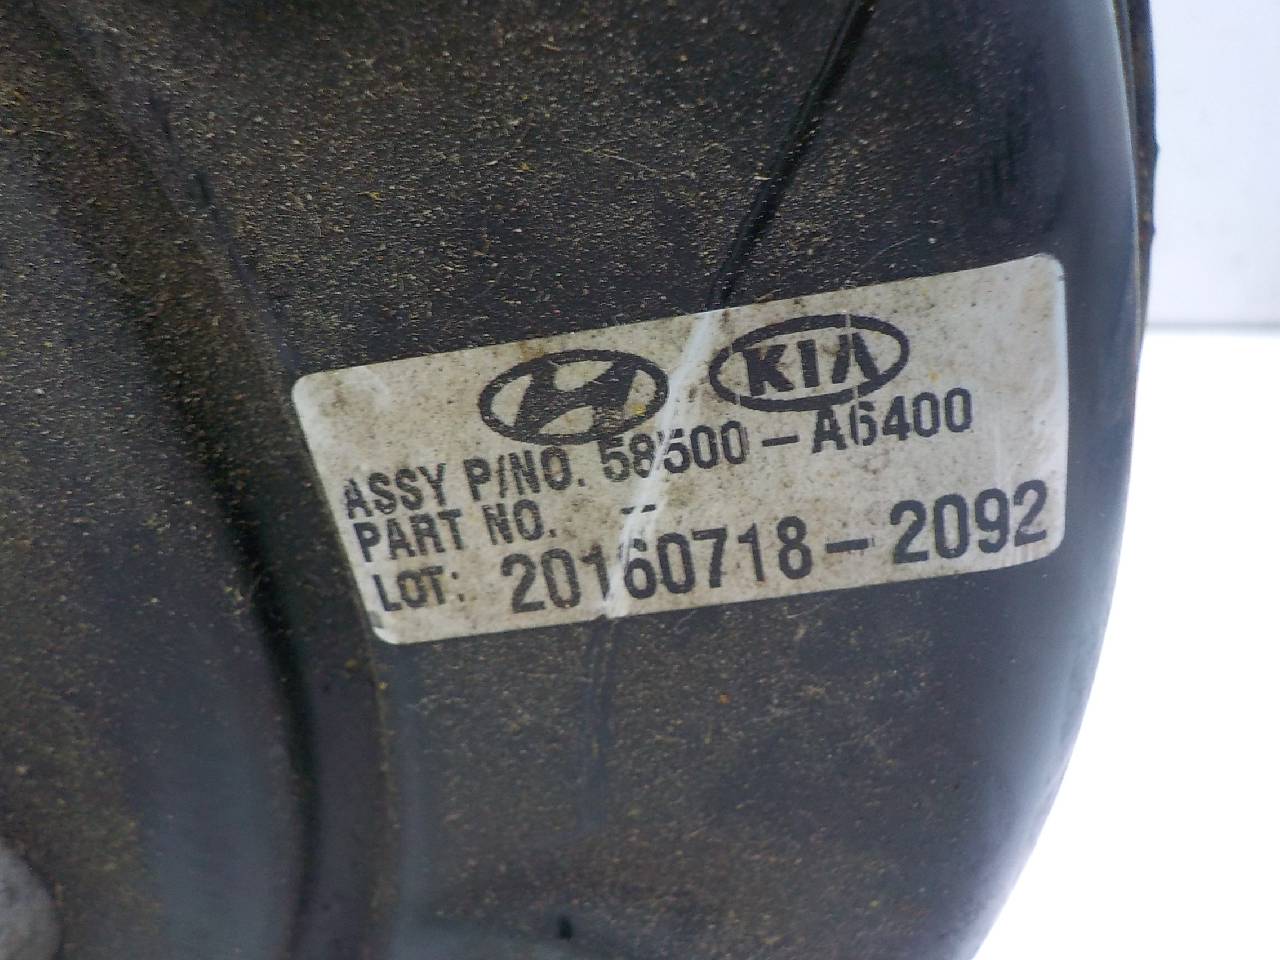 KIA
ASSY P/NO. 58500-A6400
PART NO. -
LOT: 20160718-2092